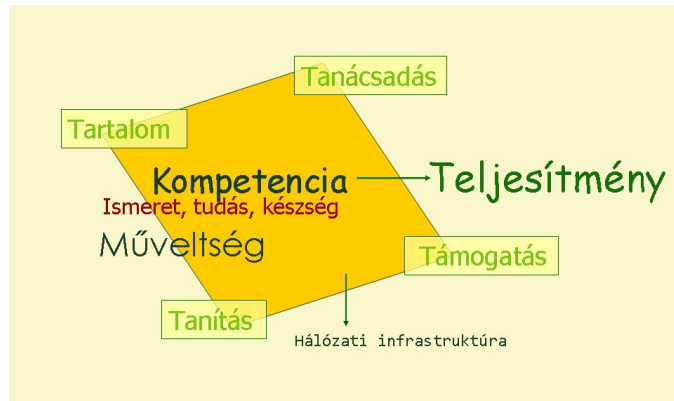 Tanácsadás
Tartalom
Kompetencia
Teljesítmény
Ismeret, tudás, készség
Műveltség
Támogatás
Tanítás
Hálózati infrastruktúra